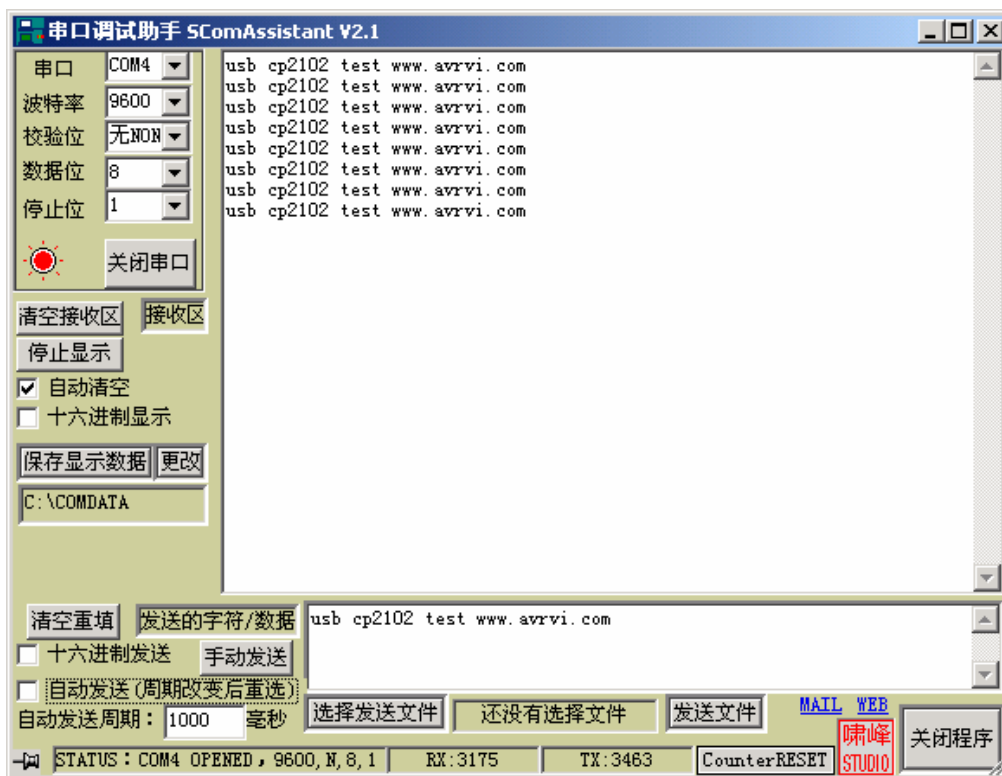 串口调试助手 SComAssistant V2.1
串口 COM4
波特率 9600
校验位 无NON
数据位 8
停止位 1
关闭串口
清空接收区 接收区
停止显示
自动清空
十六进制显示
保存显示数据 更改
C:\COMDATA
usb cp2102 test www.avrvi.com
usb cp2102 test www.avrvi.com
usb cp2102 test www.avrvi.com
usb cp2102 test www.avrvi.com
usb cp2102 test www.avrvi.com
usb cp2102 test www.avrvi.com
usb cp2102 test www.avrvi.com
usb cp2102 test www.avrvi.com
清空重填 发送的字符/数据 usb cp2102 test www.avrvi.com
十六进制发送 手动发送
自动发送(周期改变后重选)
自动发送周期: 1000 毫秒 选择发送文件 还没有选择文件 发送文件 MAIL WEB
啸峰
STUDIO
关闭程序
STATUS:COM4 OPENED,9600,N,8,1 RX:3175 TX:3463 CounterRESET